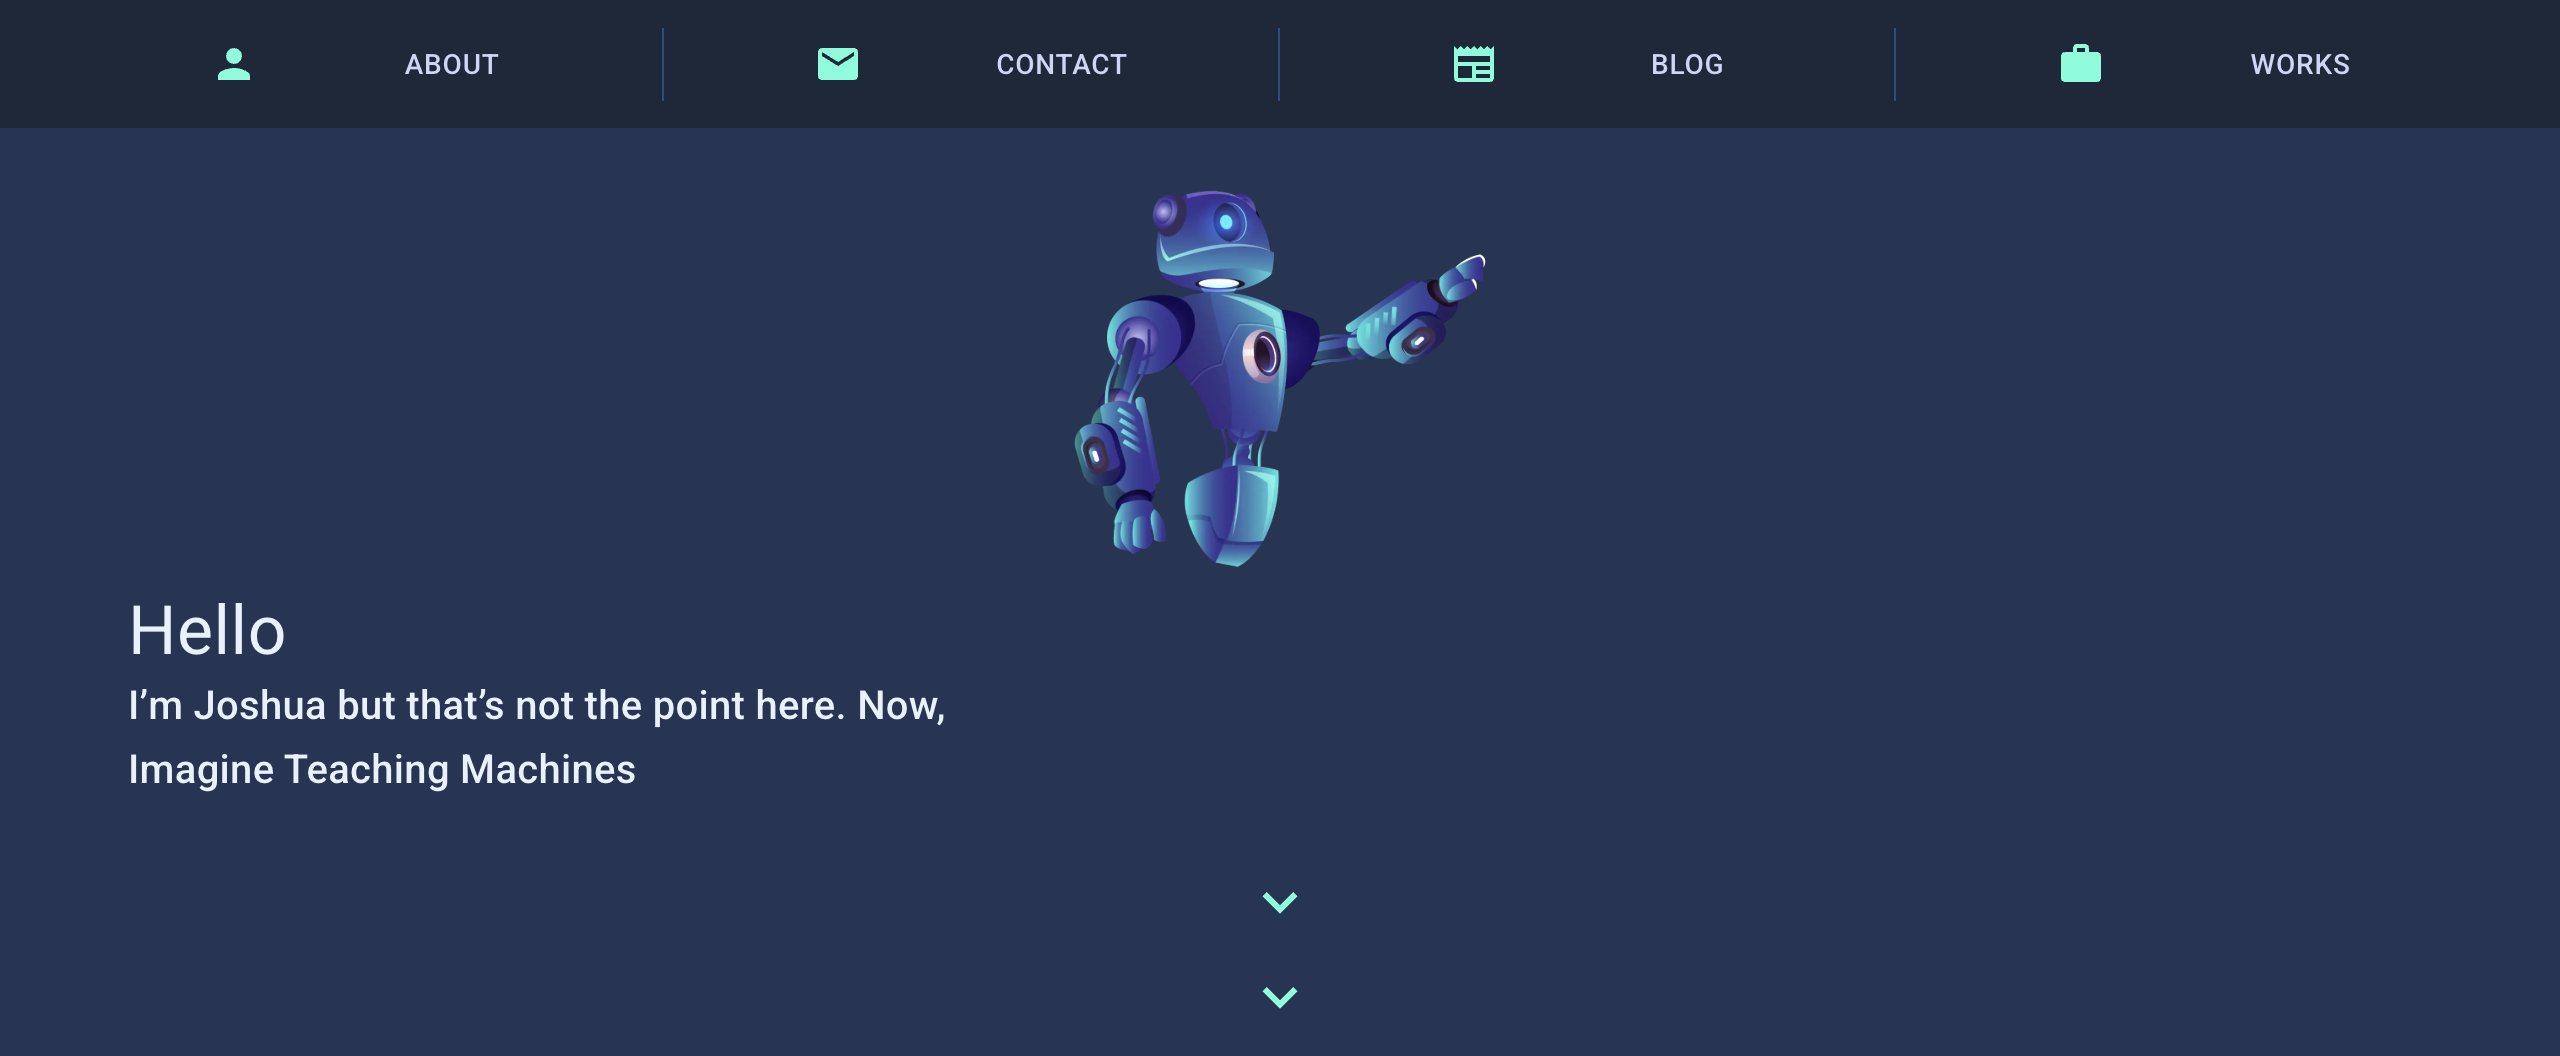 ABOUT
CONTACT
BLOG
WORKS
Hello
I’m Joshua but that’s not the point here. Now,
Imagine Teaching Machines